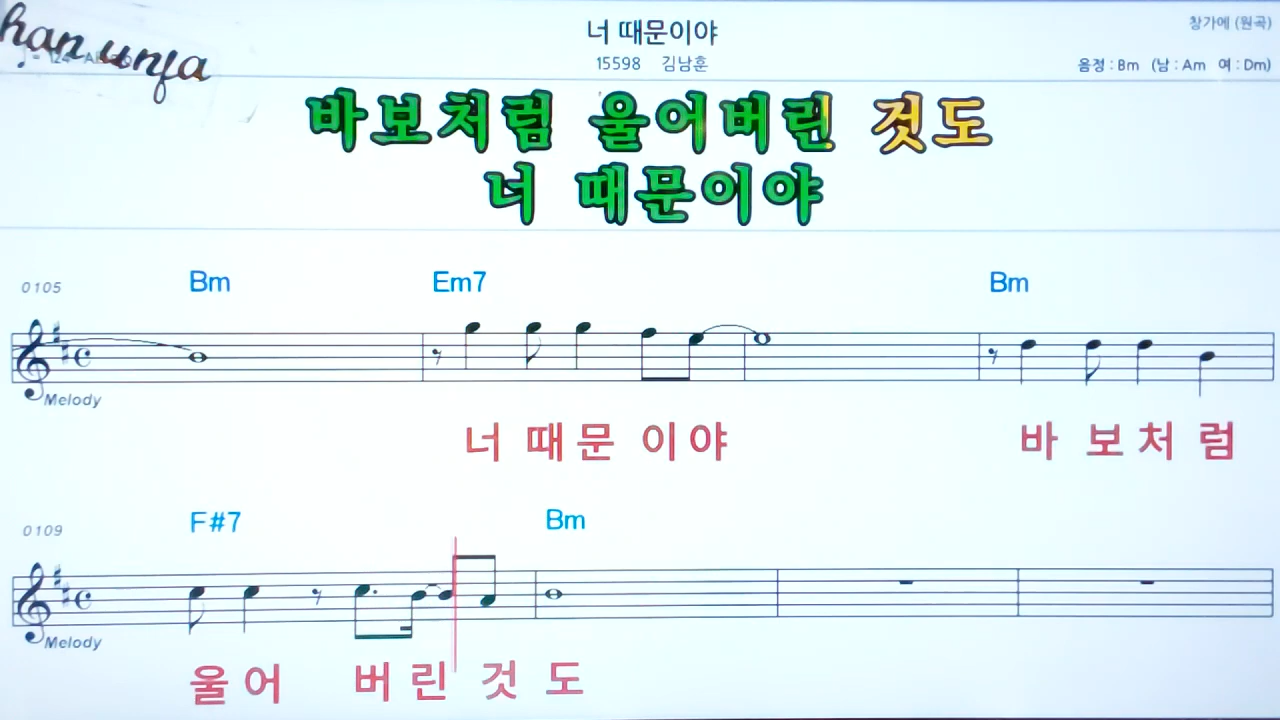 han unja
너 때문이야
창가에 (원곡)
15598 김남훈
음정 : Bm (남 : Am 여 : Dm)
바보처럼 울어버린 것도
너 때문이야
0105 Bm Em7 Bm
Melody
너 때문 이야 바 보처 럼
0109 F#7 Bm
Melody
울어 버린 것 도